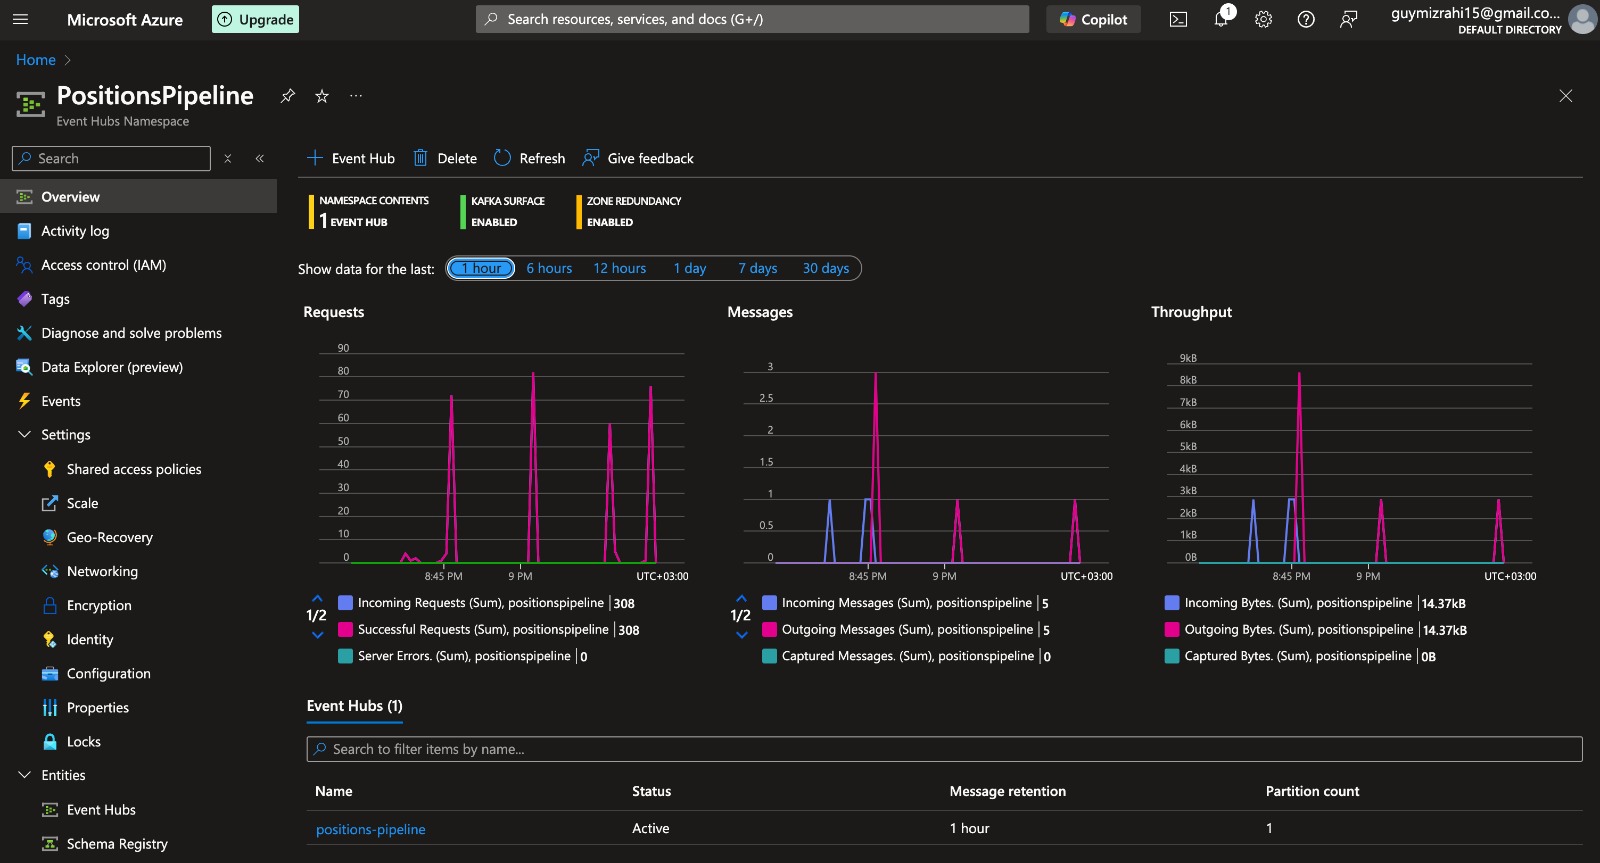 Microsoft Azure
Upgrade
Search resources, services, and docs (G+/)
Copilot
1
guymizrahi15@gmail.co...
DEFAULT DIRECTORY
Home
PositionsPipeline
Event Hubs Namespace
Search
Event Hub
Delete
Refresh
Give feedback
Overview
Activity log
Access control (IAM)
Tags
Diagnose and solve problems
Data Explorer (preview)
Events
Settings
Shared access policies
Scale
Geo-Recovery
Networking
Encryption
Identity
Configuration
Properties
Locks
Entities
Event Hubs
Schema Registry
NAMESPACE CONTENTS
1 EVENT HUB
KAFKA SURFACE
ENABLED
ZONE REDUNDANCY
ENABLED
Show data for the last:
1 hour
6 hours
12 hours
1 day
7 days
30 days
Requests
90
80
70
60
50
40
30
20
10
0
8:45 PM
9 PM
UTC+03:00
1/2
Incoming Requests (Sum), positionspipeline | 308
Successful Requests (Sum), positionspipeline | 308
Server Errors. (Sum), positionspipeline | 0
Messages
3
2.5
2
1.5
1
0.5
0
8:45 PM
9 PM
UTC+03:00
1/2
Incoming Messages (Sum), positionspipeline | 5
Outgoing Messages (Sum), positionspipeline | 5
Captured Messages. (Sum), positionspipeline | 0
Throughput
9kB
8kB
7kB
6kB
5kB
4kB
3kB
2kB
1kB
0B
8:45 PM
9 PM
UTC+03:00
Incoming Bytes. (Sum), positionspipeline | 14.37kB
Outgoing Bytes. (Sum), positionspipeline | 14.37kB
Captured Bytes. (Sum), positionspipeline | 0B
Event Hubs (1)
Search to filter items by name...
Name
Status
Message retention
Partition count
positions-pipeline
Active
1 hour
1